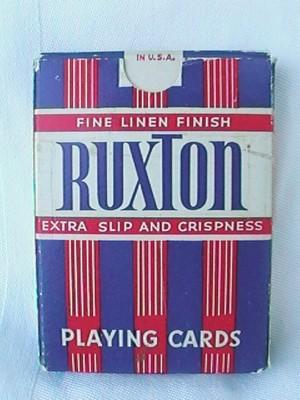 IN U.S.A.
FINE LINEN FINISH
RUXTON
EXTRA SLIP AND CRISPNESS
PLAYING CARDS